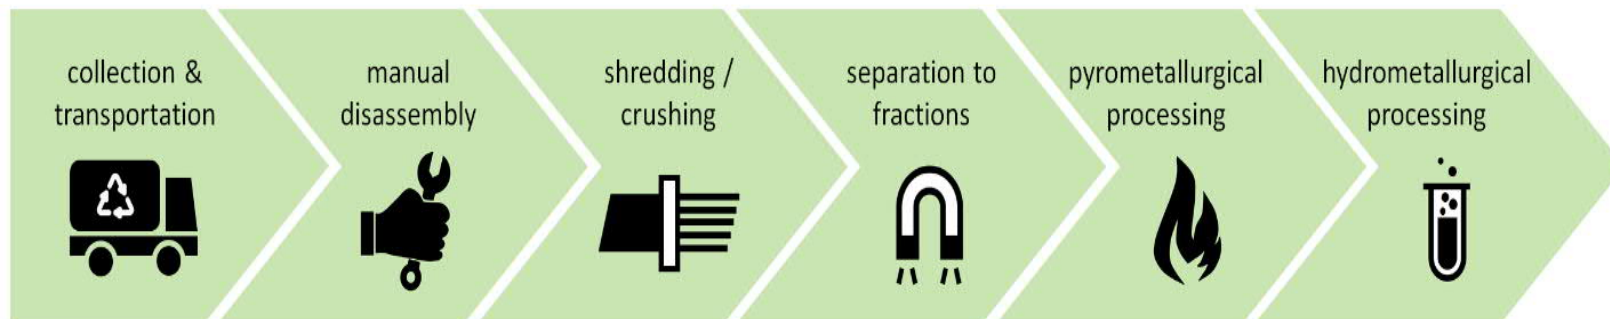 collection &
transportation
manual
disassembly
shredding /
crushing
separation to
fractions
pyrometallurgical
processing
hydrometallurgical
processing